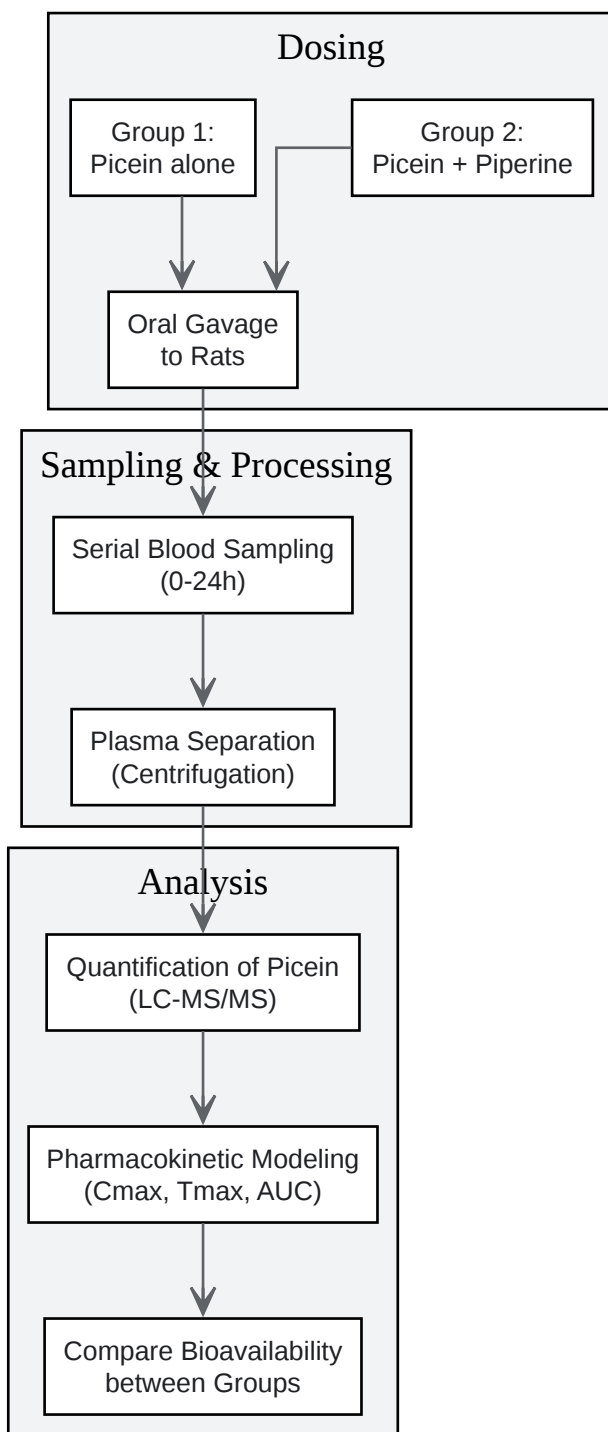 Dosing
Group 1:
Picein alone
Group 2:
Picein + Piperine
Oral Gavage
to Rats
Sampling & Processing
Serial Blood Sampling
(0-24h)
Plasma Separation
(Centrifugation)
Analysis
Quantification of Picein
(LC-MS/MS)
Pharmacokinetic Modeling
(Cmax, Tmax, AUC)
Compare Bioavailability
between Groups